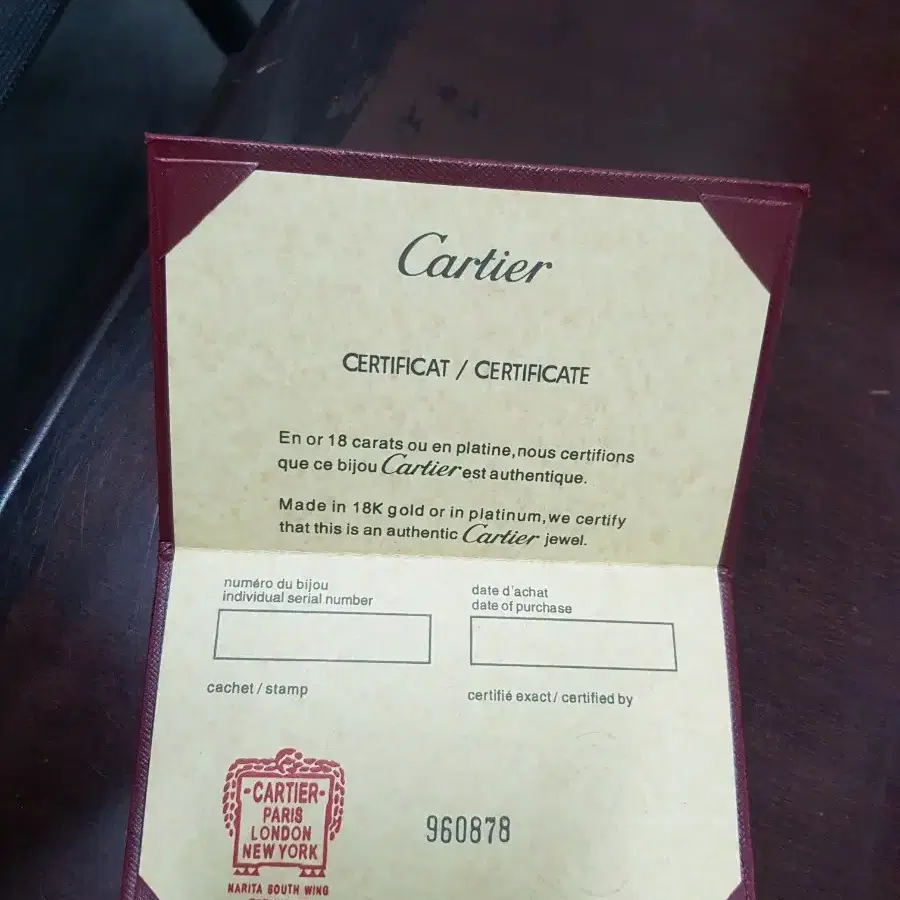 Cartier
CERTIFICAT / CERTIFICATE
En or 18 carats ou en platine,nous certifions
que ce bijou Cartier est authentique.
Made in 18K gold or in platinum,we certify
that this is an authentic Cartier jewel.
numéro du bijou
individual serial number
date d'achat
date of purchase
cachet / stamp
certifié exact / certified by
·CARTIER·
PARIS
LONDON
NEW YORK
NARITA SOUTH WING
960878